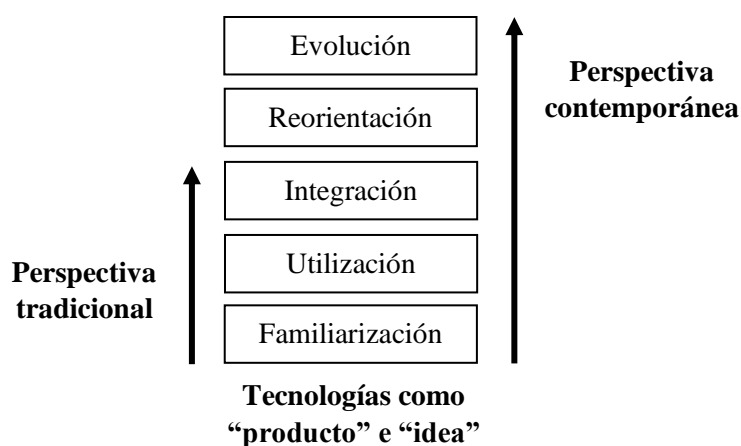 Evolución
Perspectiva
contemporánea
Reorientación
Integración
Utilización
Perspectiva
tradicional
Familiarización
Tecnologías como
“producto” e “idea”